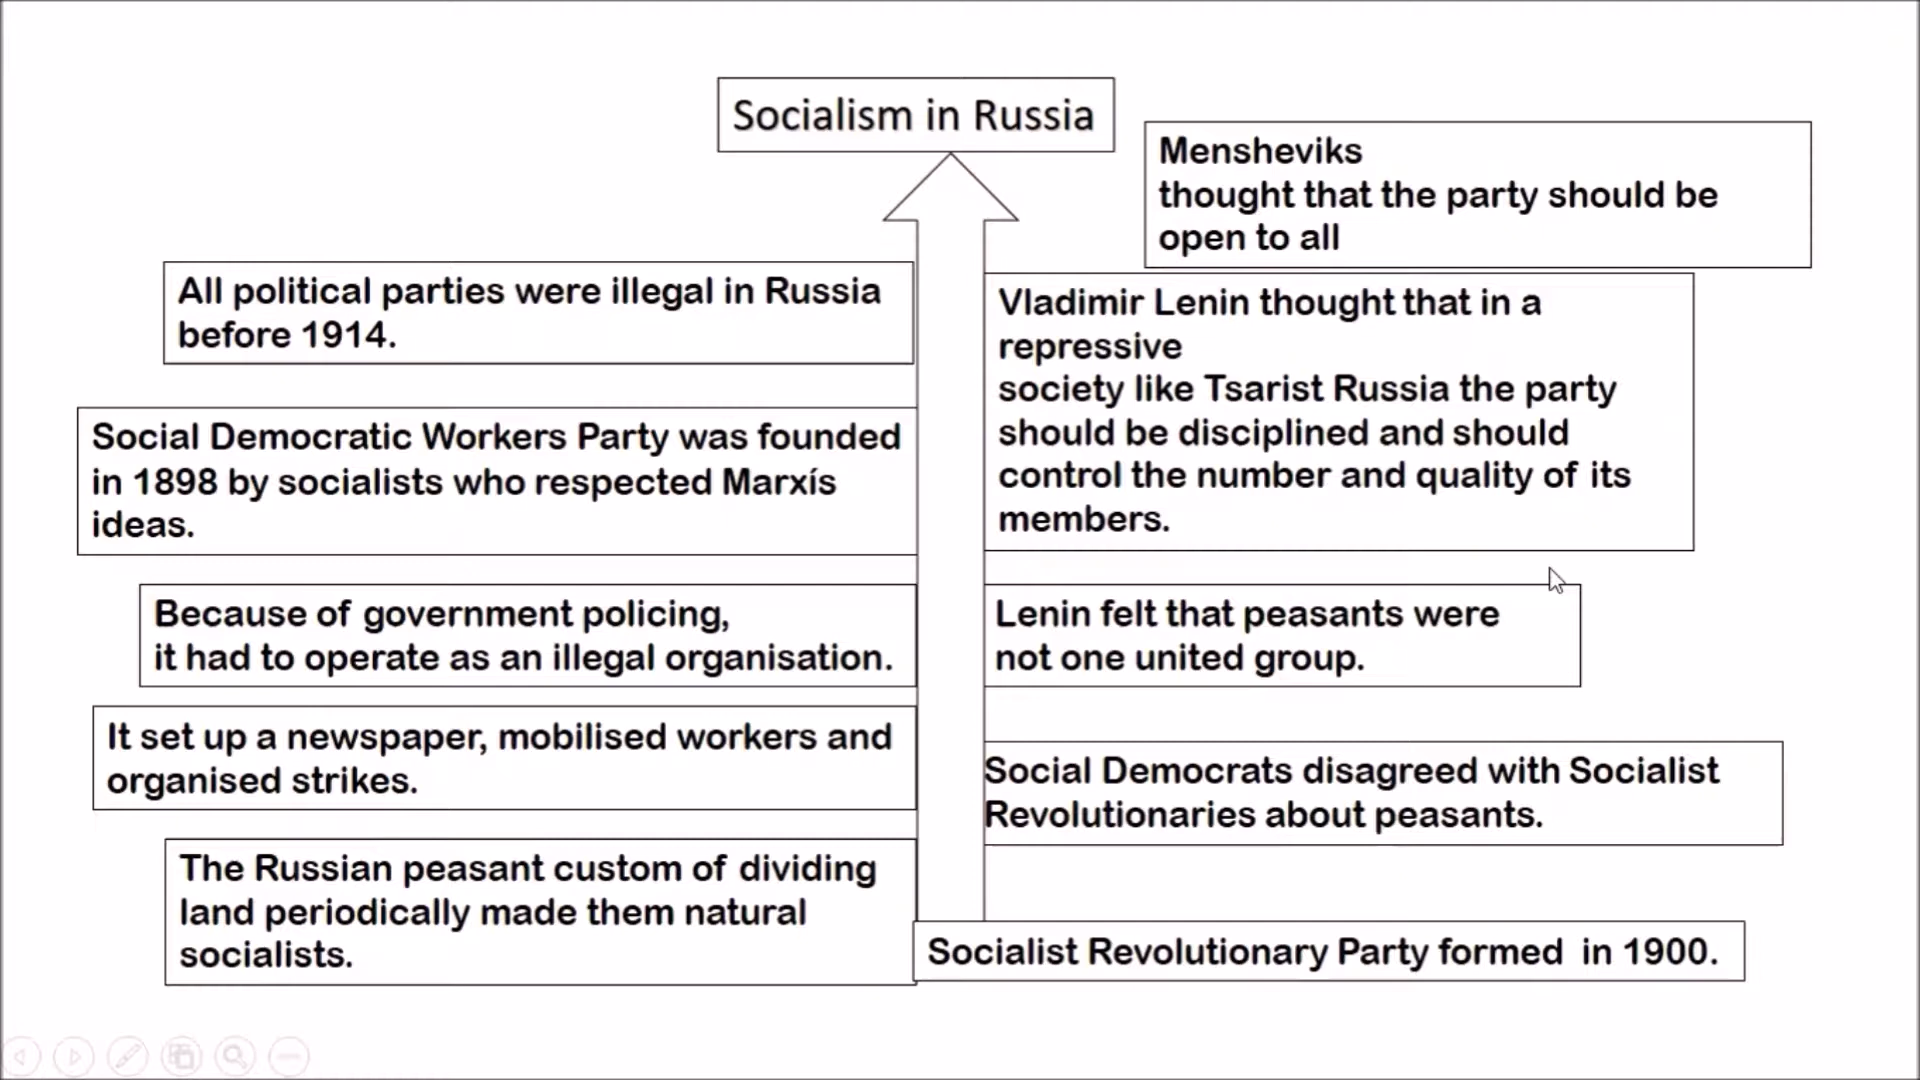 Socialism in Russia
All political parties were illegal in Russia
before 1914.
Social Democratic Workers Party was founded
in 1898 by socialists who respected Marxís
ideas.
Because of government policing,
it had to operate as an illegal organisation.
It set up a newspaper, mobilised workers and
organised strikes.
The Russian peasant custom of dividing
land periodically made them natural
socialists.
Mensheviks
thought that the party should be
open to all
Vladimir Lenin thought that in a
repressive
society like Tsarist Russia the party
should be disciplined and should
control the number and quality of its
members.
Lenin felt that peasants were
not one united group.
Social Democrats disagreed with Socialist
Revolutionaries about peasants.
Socialist Revolutionary Party formed in 1900.